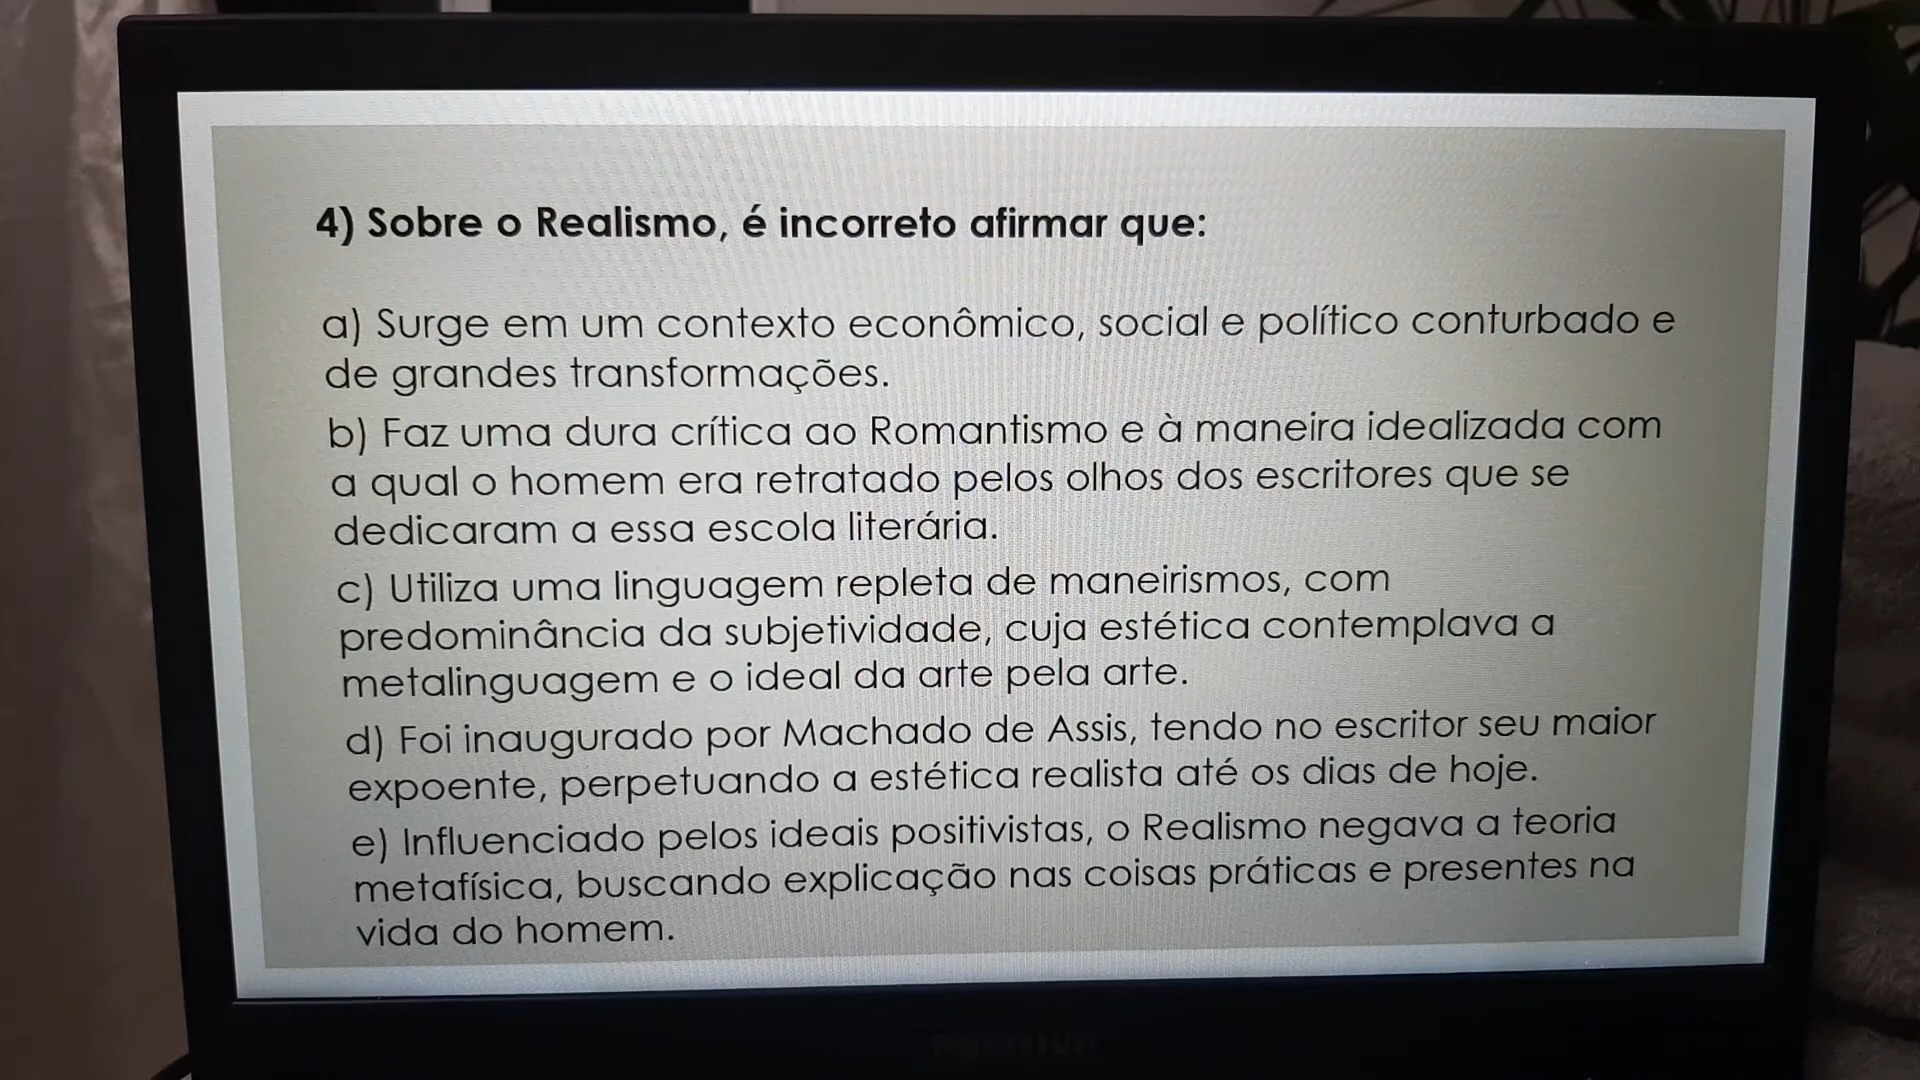 4) Sobre o Realismo, é incorreto afirmar que:
a) Surge em um contexto econômico, social e político conturbado e
de grandes transformações.
b) Faz uma dura crítica ao Romantismo e à maneira idealizada com
a qual o homem era retratado pelos olhos dos escritores que se
dedicaram a essa escola literária.
c) Utiliza uma linguagem repleta de maneirismos, com
predominância da subjetividade, cuja estética contemplava a
metalinguagem e o ideal da arte pela arte.
d) Foi inaugurado por Machado de Assis, tendo no escritor seu maior
expoente, perpetuando a estética realista até os dias de hoje.
e) Influenciado pelos ideais positivistas, o Realismo negava a teoria
metafísica, buscando explicação nas coisas práticas e presentes na
vida do homem.